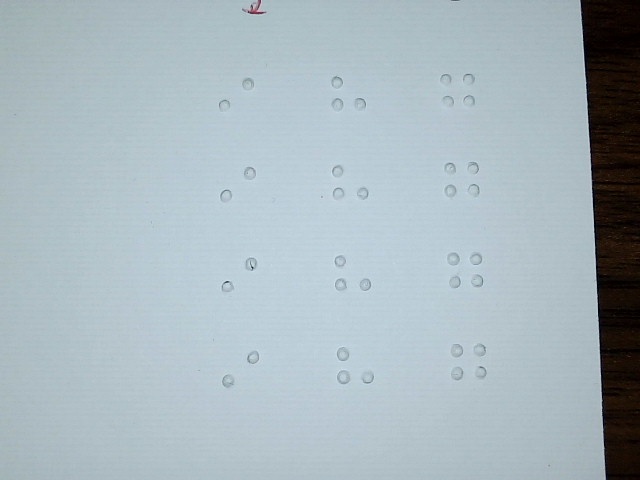 ⠊ ⠓ ⠛
⠊ ⠓ ⠛
⠊ ⠓ ⠛
⠊ ⠓ ⠛